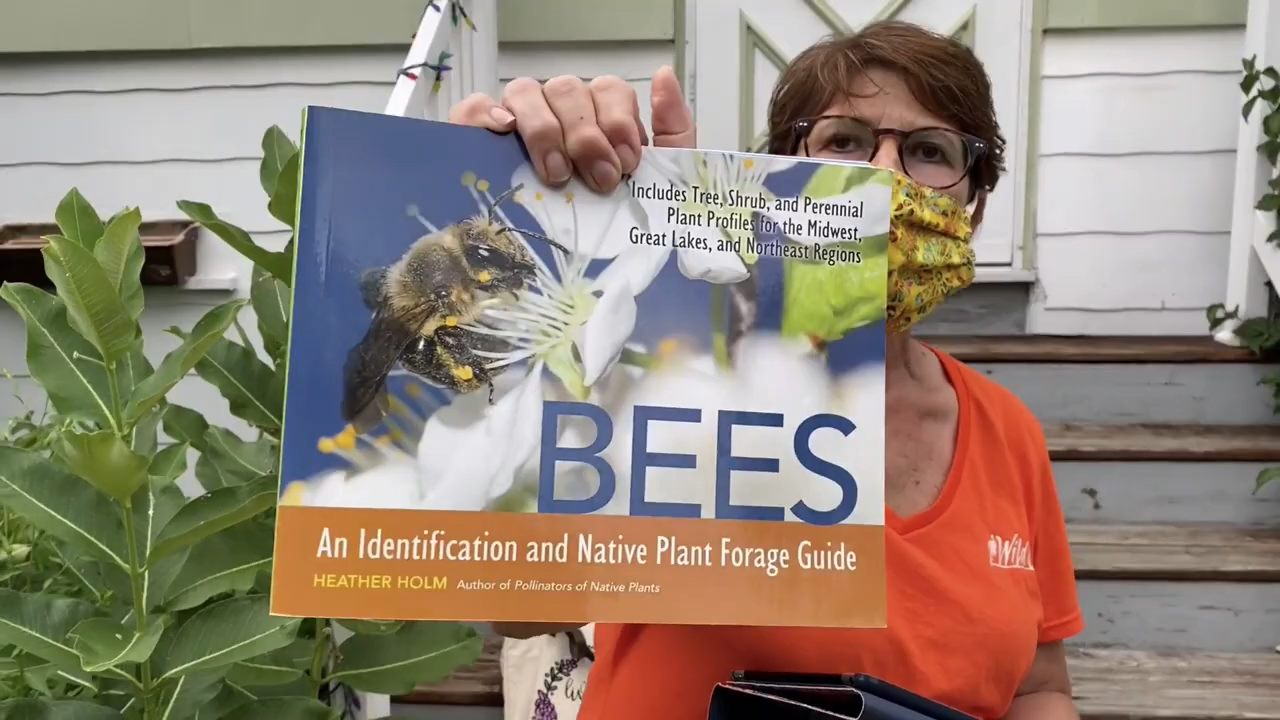 Includes Tree, Shrub, and Perennial
Plant Profiles for the Midwest,
Great Lakes, and Northeast Regions
BEES
An Identification and Native Plant Forage Guide
HEATHER HOLM Author of Pollinators of Native Plants
Wild